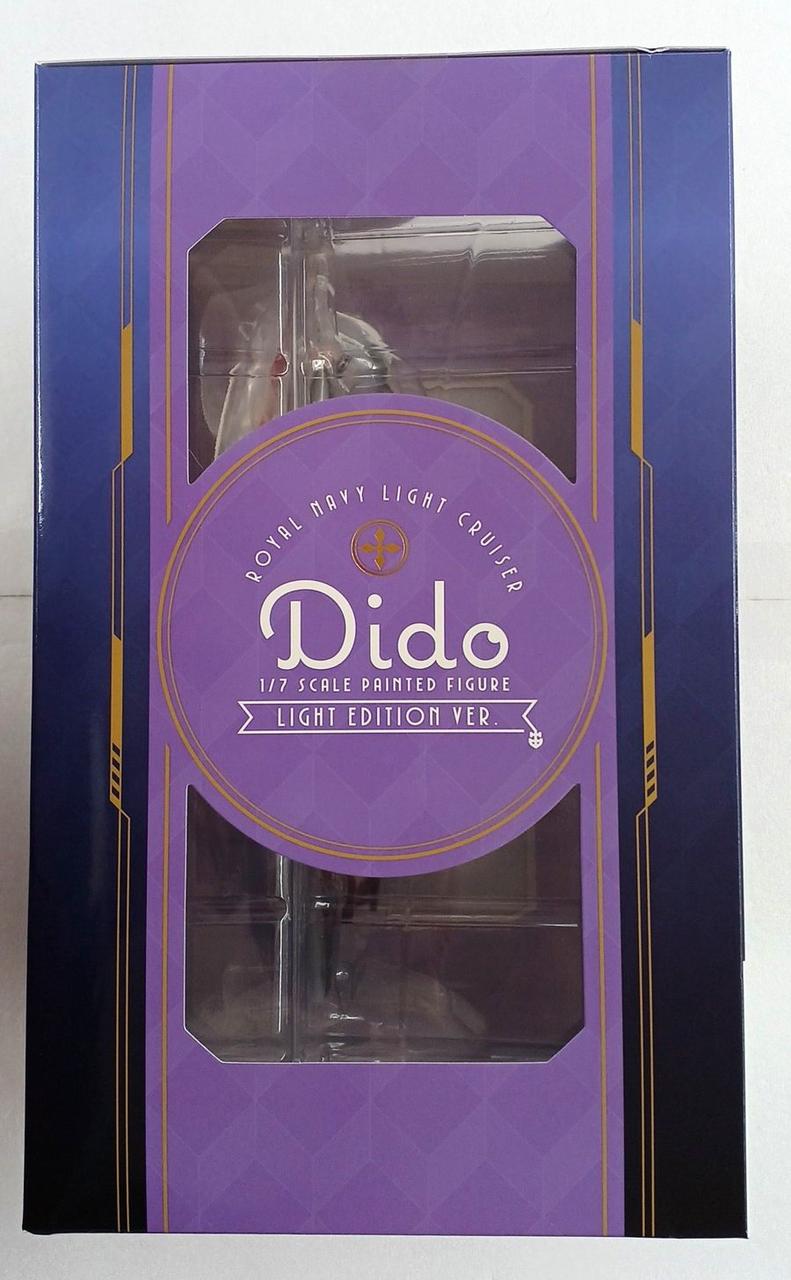 ROYAL NAVY LIGHT CRUISER
Dido
1/7 SCALE PAINTED FIGURE
LIGHT EDITION VER.